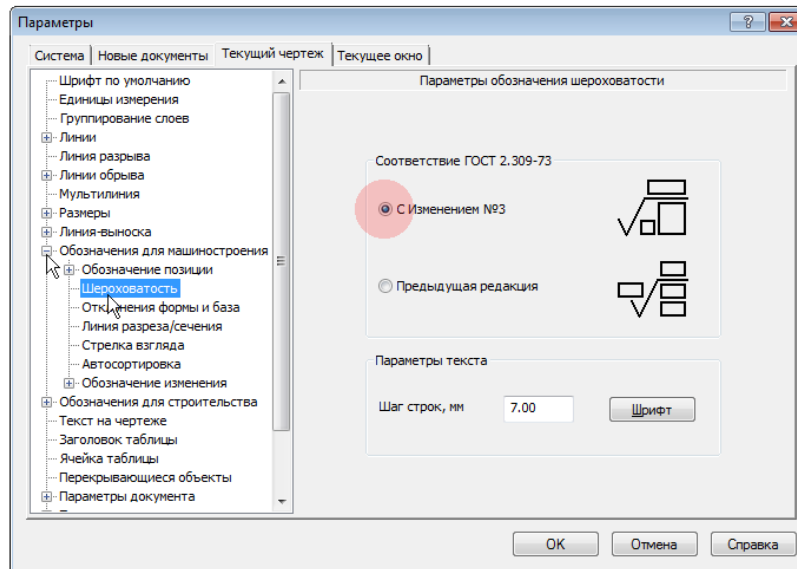 Параметры
Система Новые документы Текущий чертеж Текущее окно
Шрифт по умолчанию
Единицы измерения
Группирование слоев
Линии
Линия разрыва
Линии обрыва
Мультилиния
Размеры
Линия-выноска
Обозначения для машиностроения
Обозначение позиции
Шероховатость
Отклонения формы и база
Линия разреза/сечения
Стрелка взгляда
Автосортировка
Обозначение изменения
Обозначения для строительства
Текст на чертеже
Заголовок таблицы
Ячейка таблицы
Перекрывающиеся объекты
Параметры документа
Параметры обозначения шероховатости
Соответствие ГОСТ 2.309-73
С Изменением №3
Предыдущая редакция
Параметры текста
Шаг строк, мм 7.00 Шрифт
OK Отмена Справка